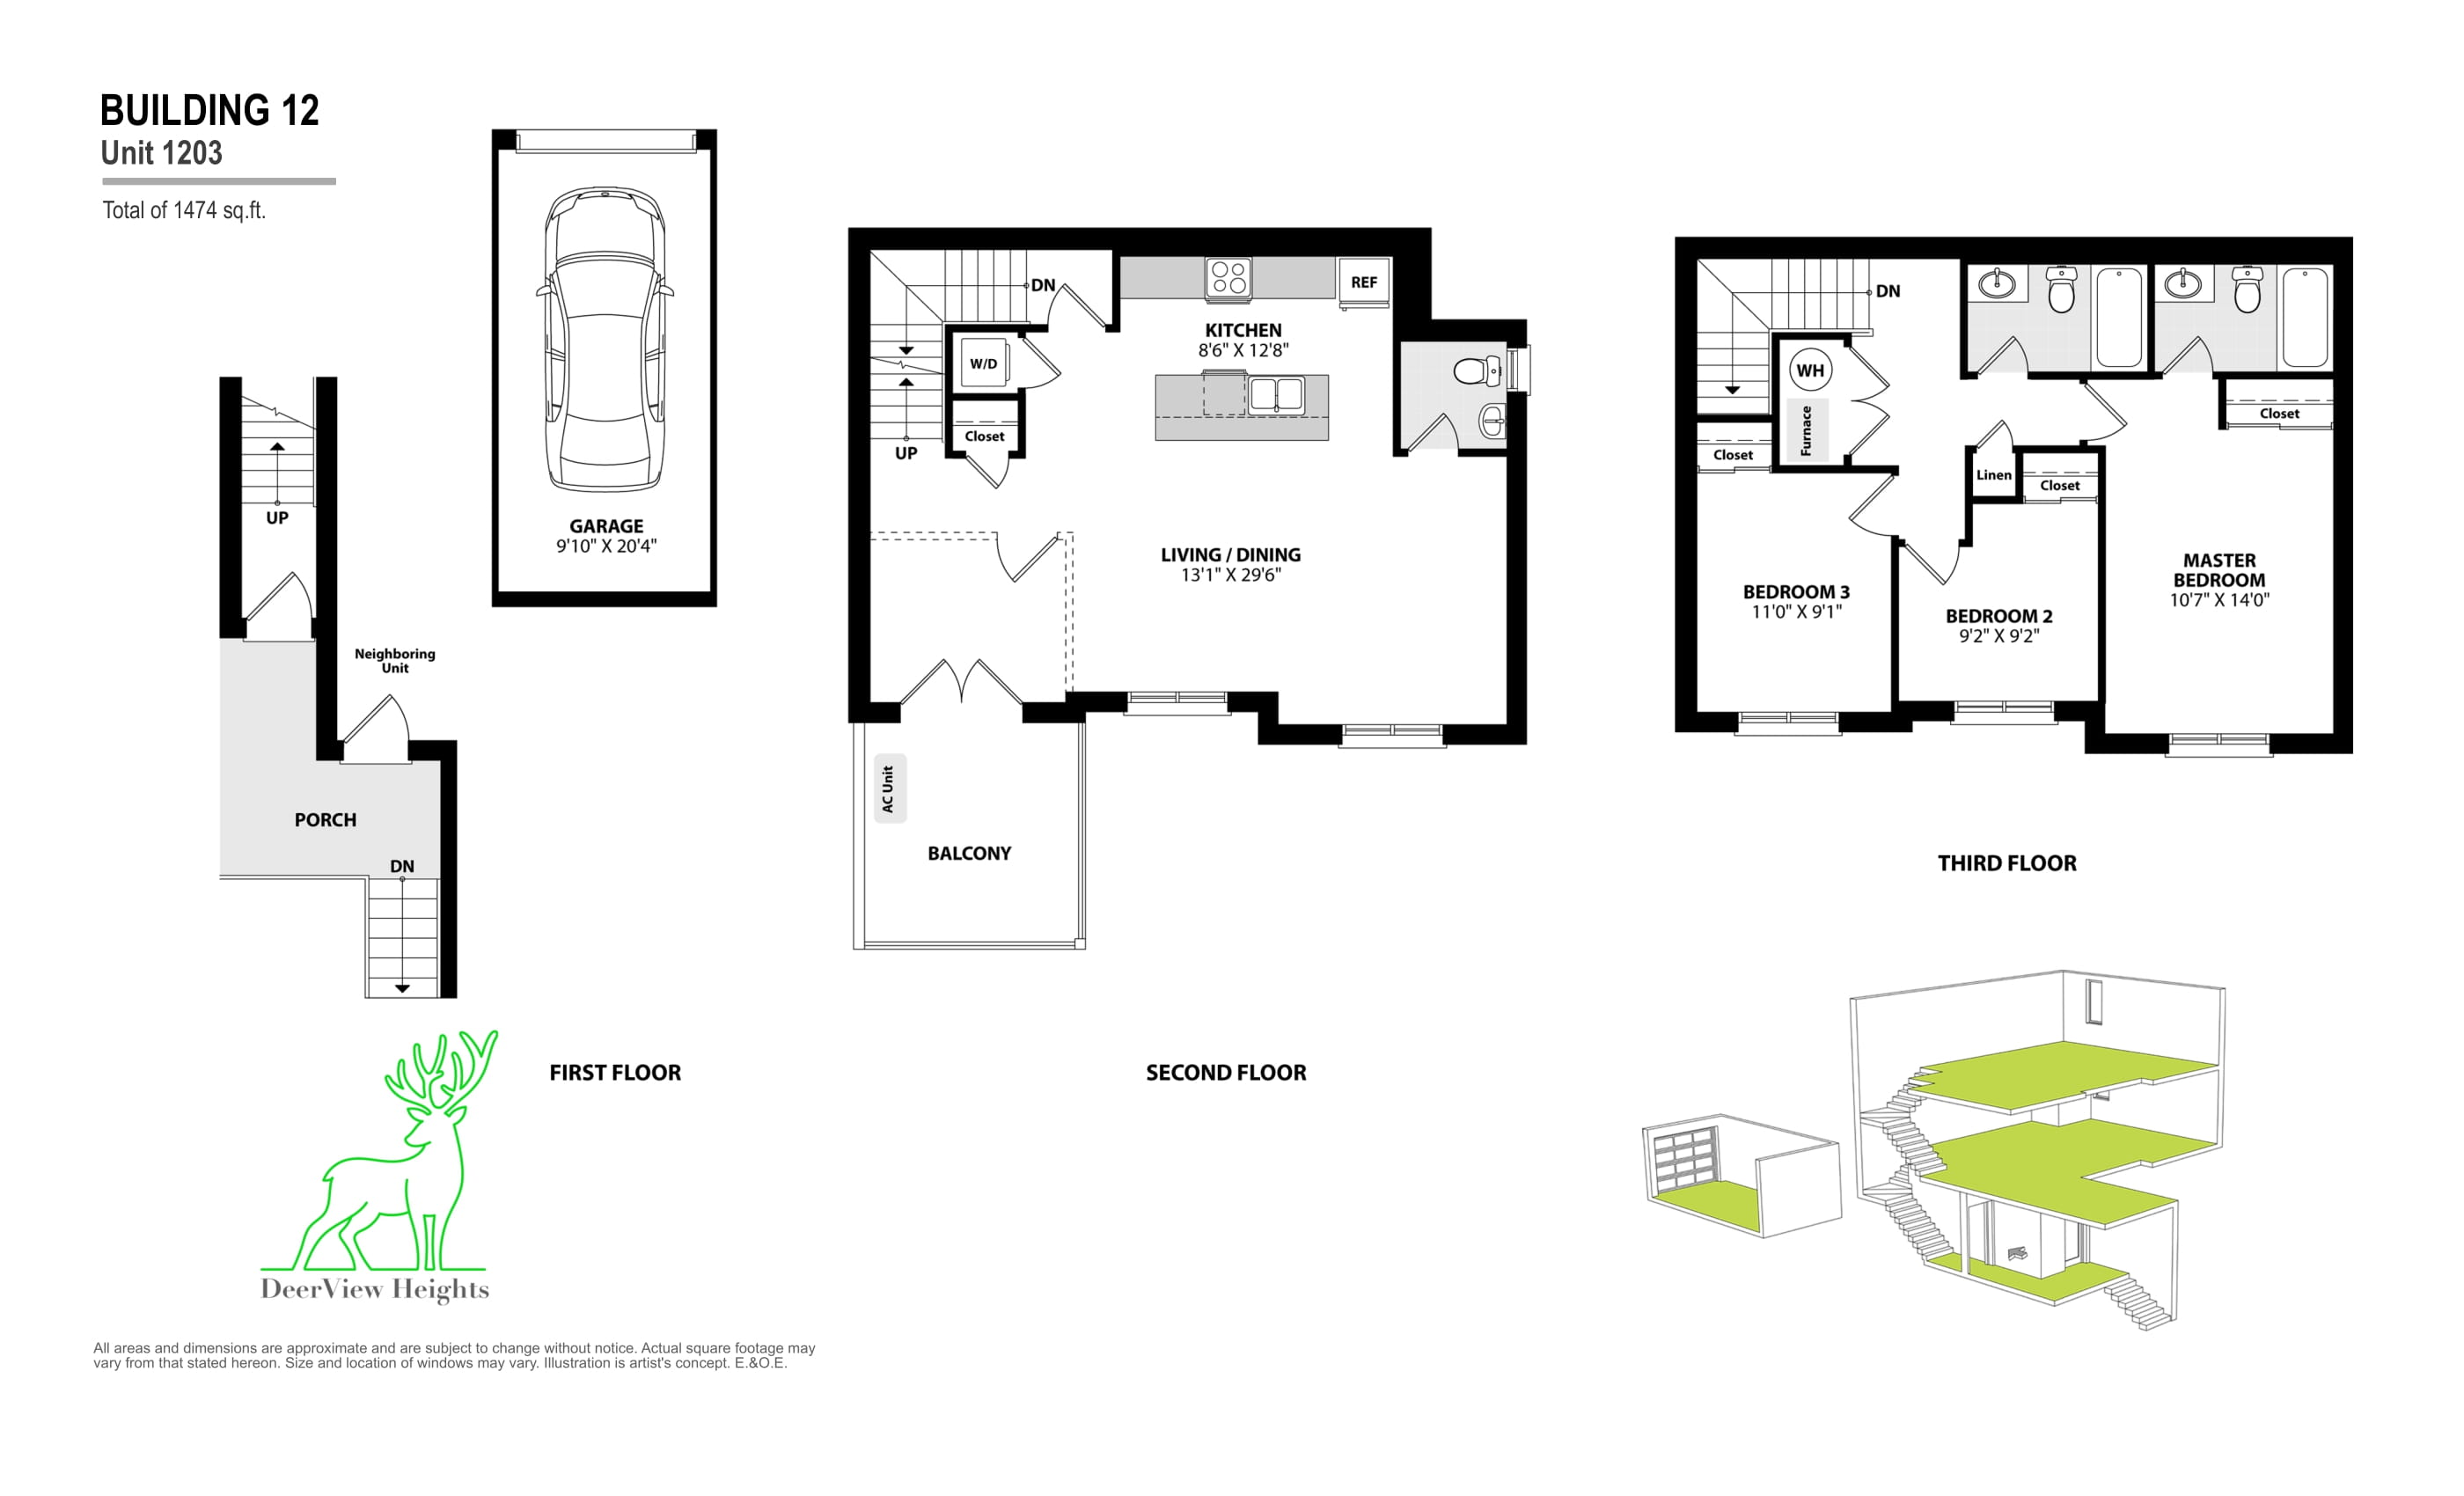 BUILDING 12
Unit 1203
Total of 1474 sq.ft.
UP
Neighboring
Unit
PORCH
DN
GARAGE
9'10" X 20'4"
FIRST FLOOR
DN
W/D
Closet
UP
REF
KITCHEN
8'6" X 12'8"
LIVING / DINING
13'1" X 29'6"
AC Unit
BALCONY
SECOND FLOOR
DN
WH
Furnace
Closet
Closet
Linen
Closet
BEDROOM 3
11'0" X 9'1"
BEDROOM 2
9'2" X 9'2"
MASTER
BEDROOM
10'7" X 14'0"
THIRD FLOOR
DeerView Heights
All areas and dimensions are approximate and are subject to change without notice. Actual square footage may
vary from that stated hereon. Size and location of windows may vary. Illustration is artist's concept. E.&O.E.